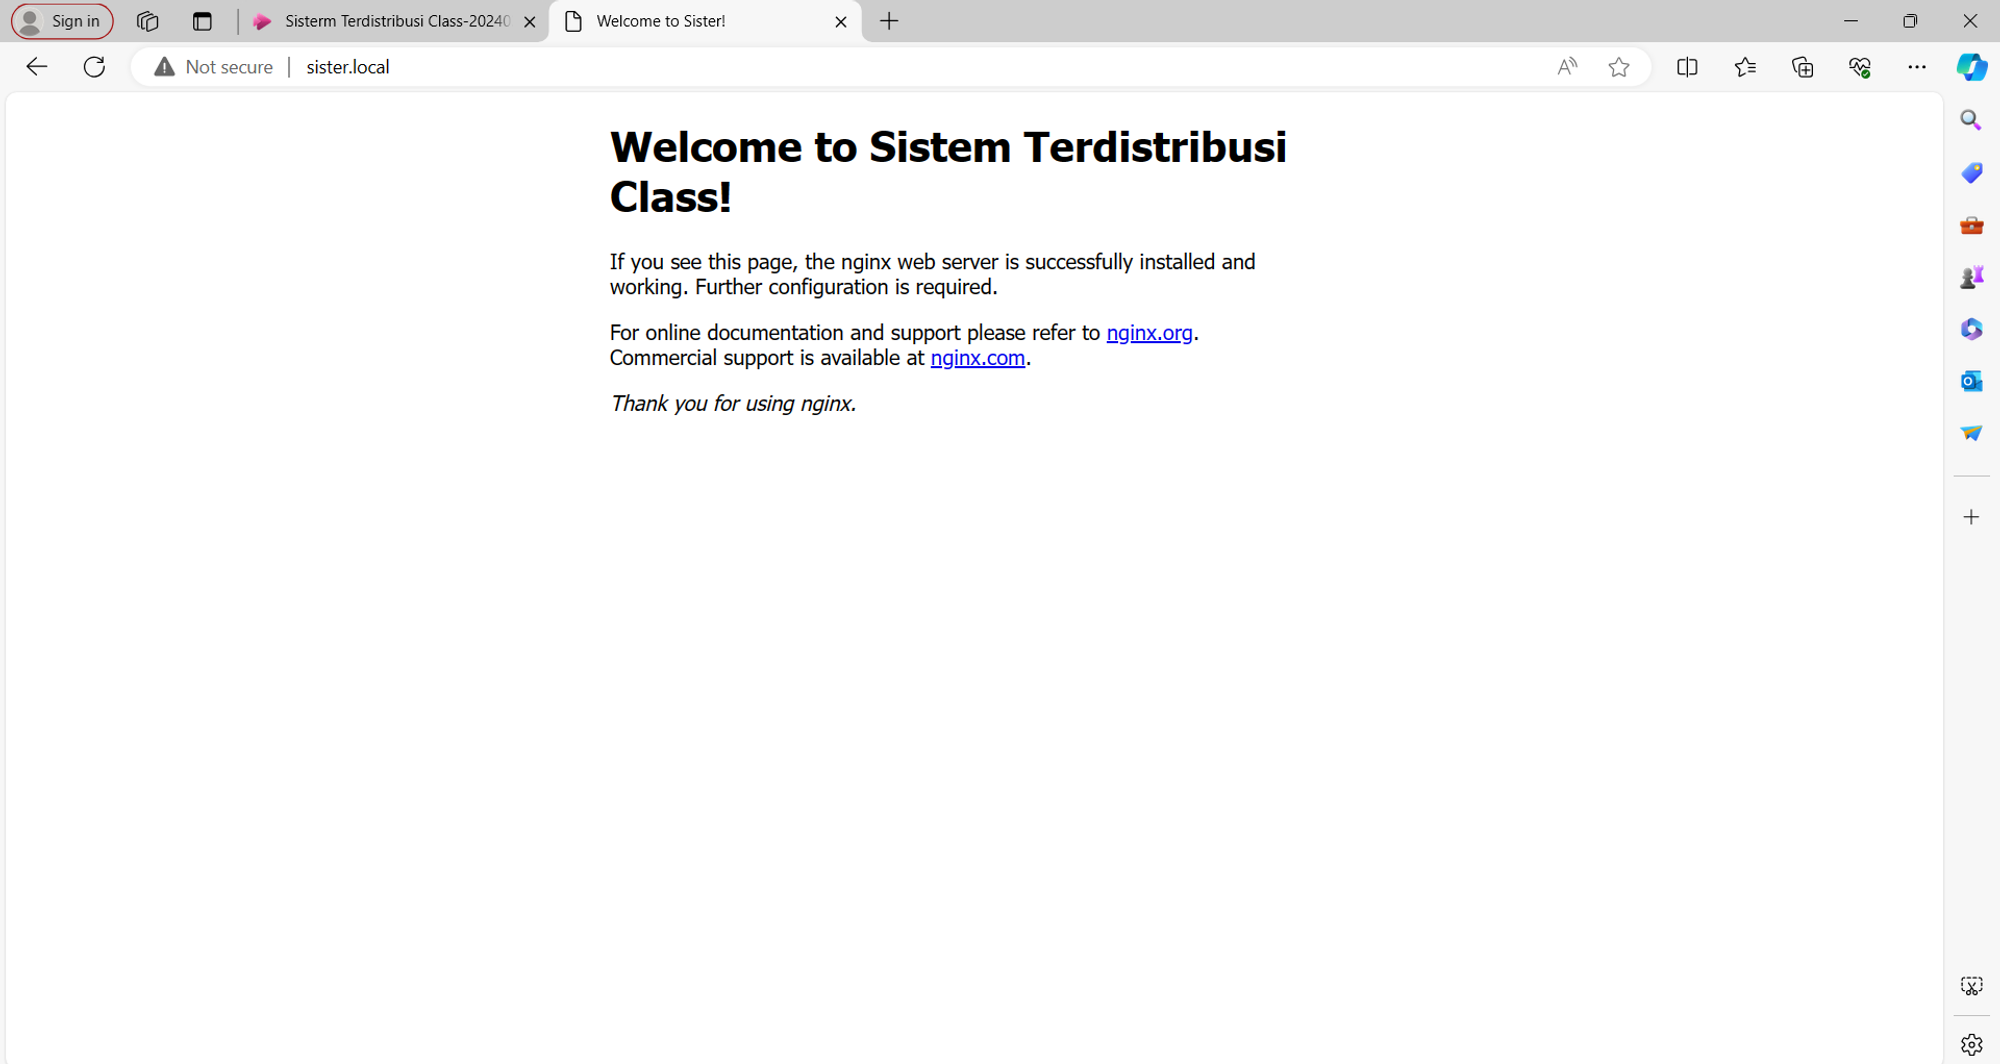 Sign in
Sisterm Terdistribusi Class-20240
Welcome to Sister!
Not secure
sister.local
Welcome to Sistem Terdistribusi
Class!
If you see this page, the nginx web server is successfully installed and
working. Further configuration is required.
For online documentation and support please refer to nginx.org.
Commercial support is available at nginx.com.
Thank you for using nginx.